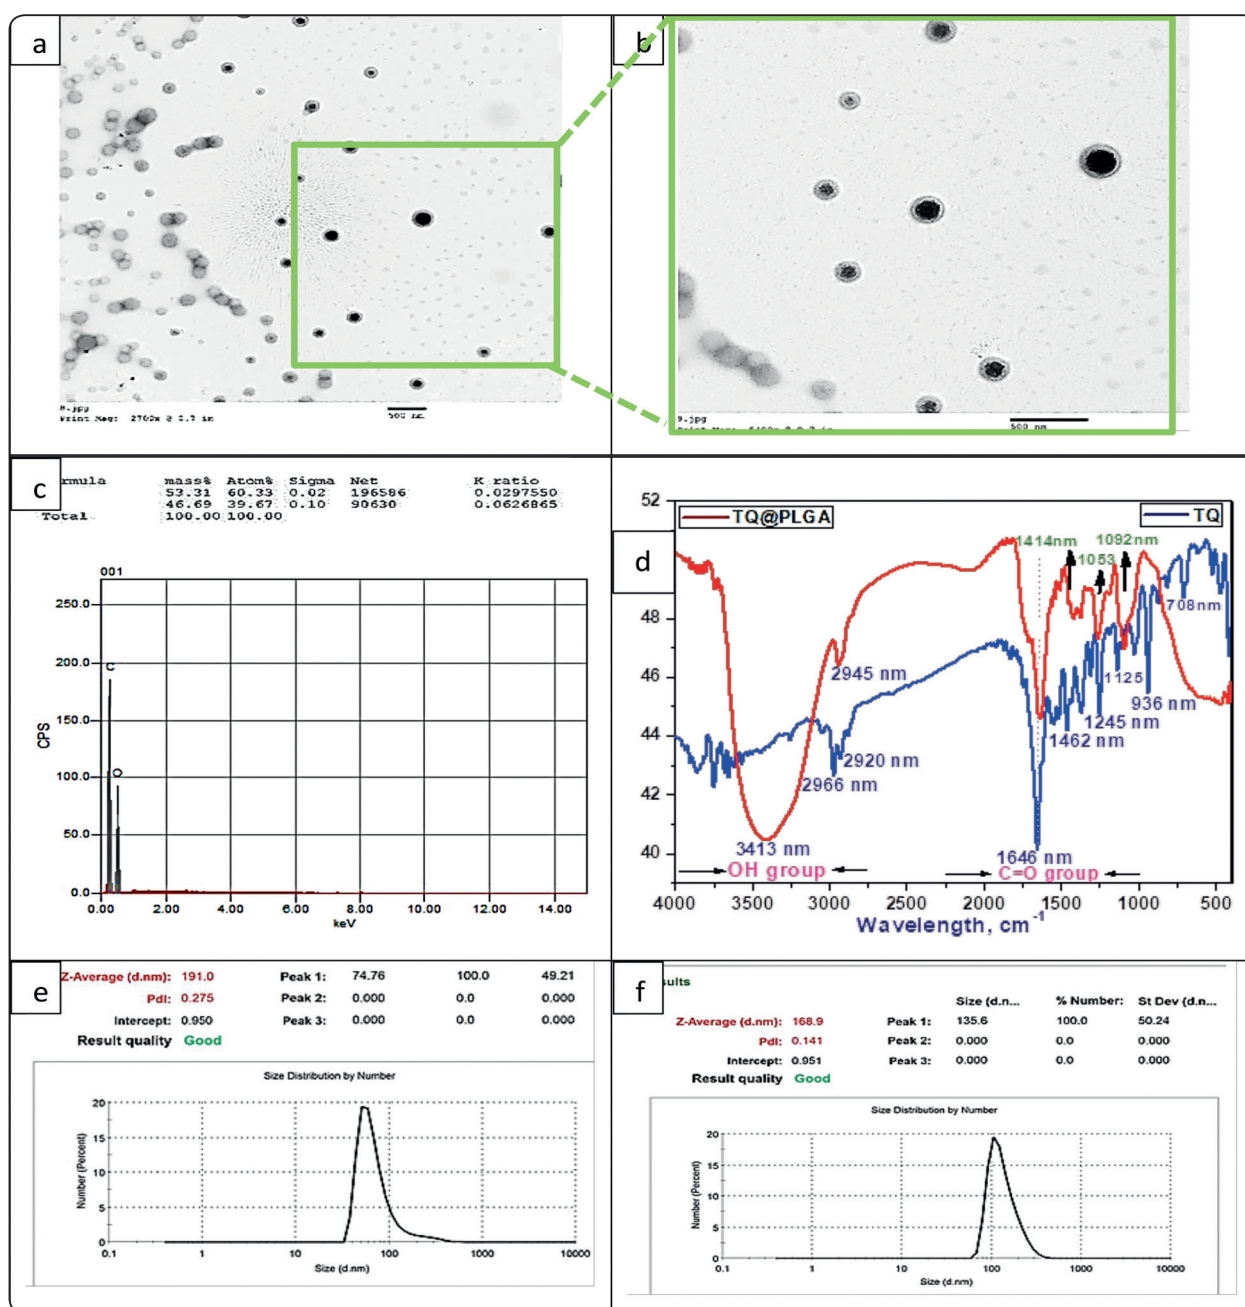 a
b
8.jpg
Print Mag: 2700x @ 0.7 in
500 nm
9.jpg
500 nm
c
mass% Atom% Sigma Net K ratio
53.31 60.33 0.02 196586 0.0297550
46.69 39.67 0.10 90630 0.0626865
Total 100.00 100.00
001
250.0
200.0
150.0
100.0
50.0
0.0
CPS
C
O
0.00 2.00 4.00 6.00 8.00 10.00 12.00 14.00
keV
d
TQ@PLGA
TQ
52
48
46
44
42
40
1414nm
1053
1092nm
708nm
2945 nm
1125
936 nm
1245 nm
1462 nm
2920 nm
2966 nm
3413 nm
1646 nm
OH group
C=O group
4000 3500 3000 2500 2000 1500 1000 500
Wavelength, cm-1
e
Z-Average (d.nm): 191.0 Peak 1: 74.76 100.0 49.21
PdI: 0.275 Peak 2: 0.000 0.0 0.000
Intercept: 0.950 Peak 3: 0.000 0.0 0.000
Result quality Good
Size Distribution by Number
Number (Percent)
20
15
10
5
0
0.1 1 10 100 1000 10000
Size (d.nm)
f
sults
Size (d.n... % Number: St Dev (d.n...
Z-Average (d.nm): 168.9 Peak 1: 135.6 100.0 50.24
PdI: 0.141 Peak 2: 0.000 0.0 0.000
Intercept: 0.951 Peak 3: 0.000 0.0 0.000
Result quality Good
Size Distribution by Number
Number (Percent)
20
15
10
5
0
0.1 1 10 100 1000 10000
Size (d.nm)